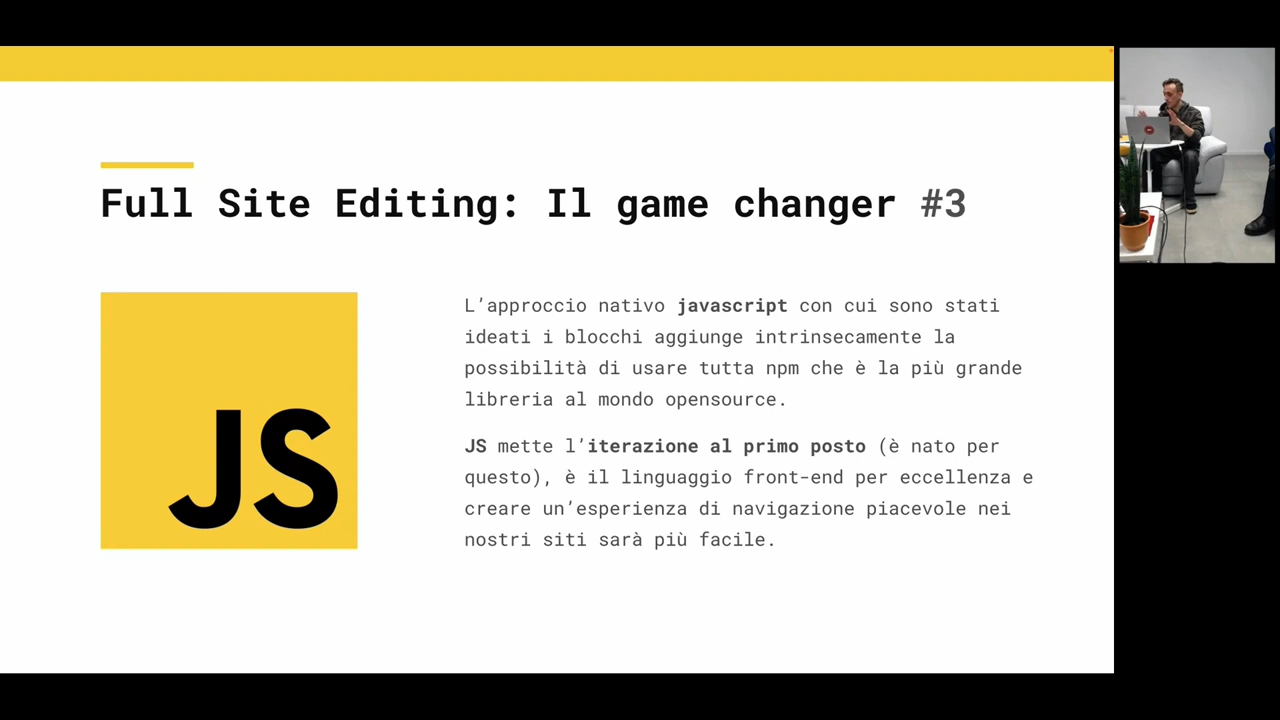 Full Site Editing: Il game changer #3
JS
L’approccio nativo javascript con cui sono stati
ideati i blocchi aggiunge intrinsecamente la
possibilità di usare tutta npm che è la più grande
libreria al mondo opensource.
JS mette l’iterazione al primo posto (è nato per
questo), è il linguaggio front-end per eccellenza e
creare un’esperienza di navigazione piacevole nei
nostri siti sarà più facile.